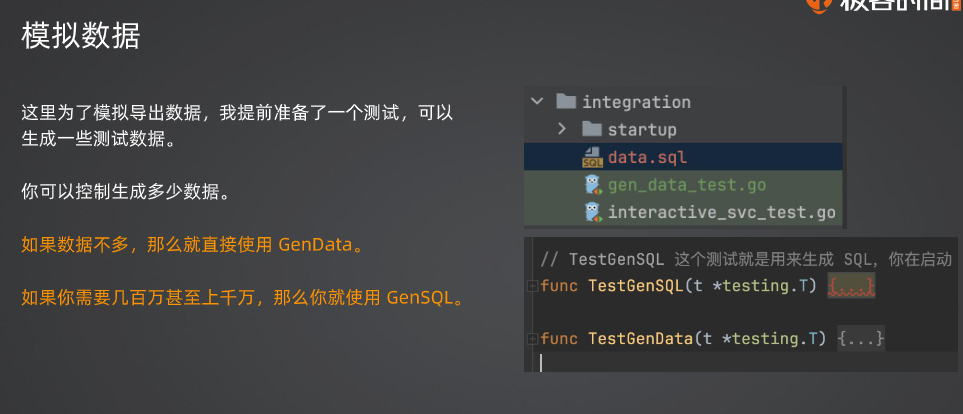 极客时间
模拟数据
这里为了模拟导出数据，我提前准备了一个测试，可以
生成一些测试数据。
你可以控制生成多少数据。
如果数据不多，那么就直接使用 GenData。
如果你需要几百万甚至上千万，那么你就使用 GenSQL。
integration
startup
SQL data.sql
gen_data_test.go
interactive_svc_test.go
// TestGenSQL 这个测试就是用来生成 SQL，你在启动
func TestGenSQL(t *testing.T) {...}
func TestGenData(t *testing.T) {...}